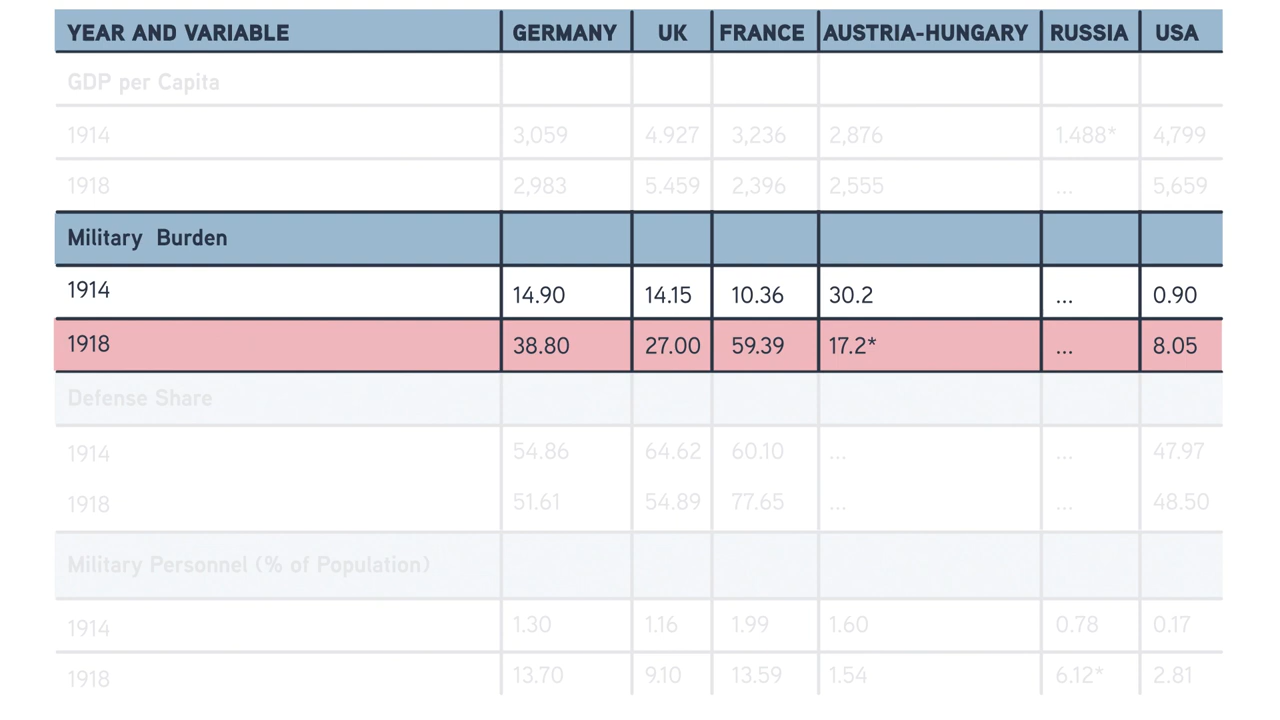 YEAR AND VARIABLE GERMANY UK FRANCE AUSTRIA-HUNGARY RUSSIA USA
GDP per Capita
1914 3,059 4.927 3,236 2,876 1.488* 4,799
1918 2,983 5.459 2,396 2,555 ... 5,659
Military Burden
1914 14.90 14.15 10.36 30.2 ... 0.90
1918 38.80 27.00 59.39 17.2* ... 8.05
Defense Share
1914 54.86 64.62 60.10 ... ... 47.97
1918 51.61 54.89 77.65 ... ... 48.50
Military Personnel (% of Population)
1914 1.30 1.16 1.99 1.60 0.78 0.17
1918 13.70 9.10 13.59 1.54 6.12* 2.81